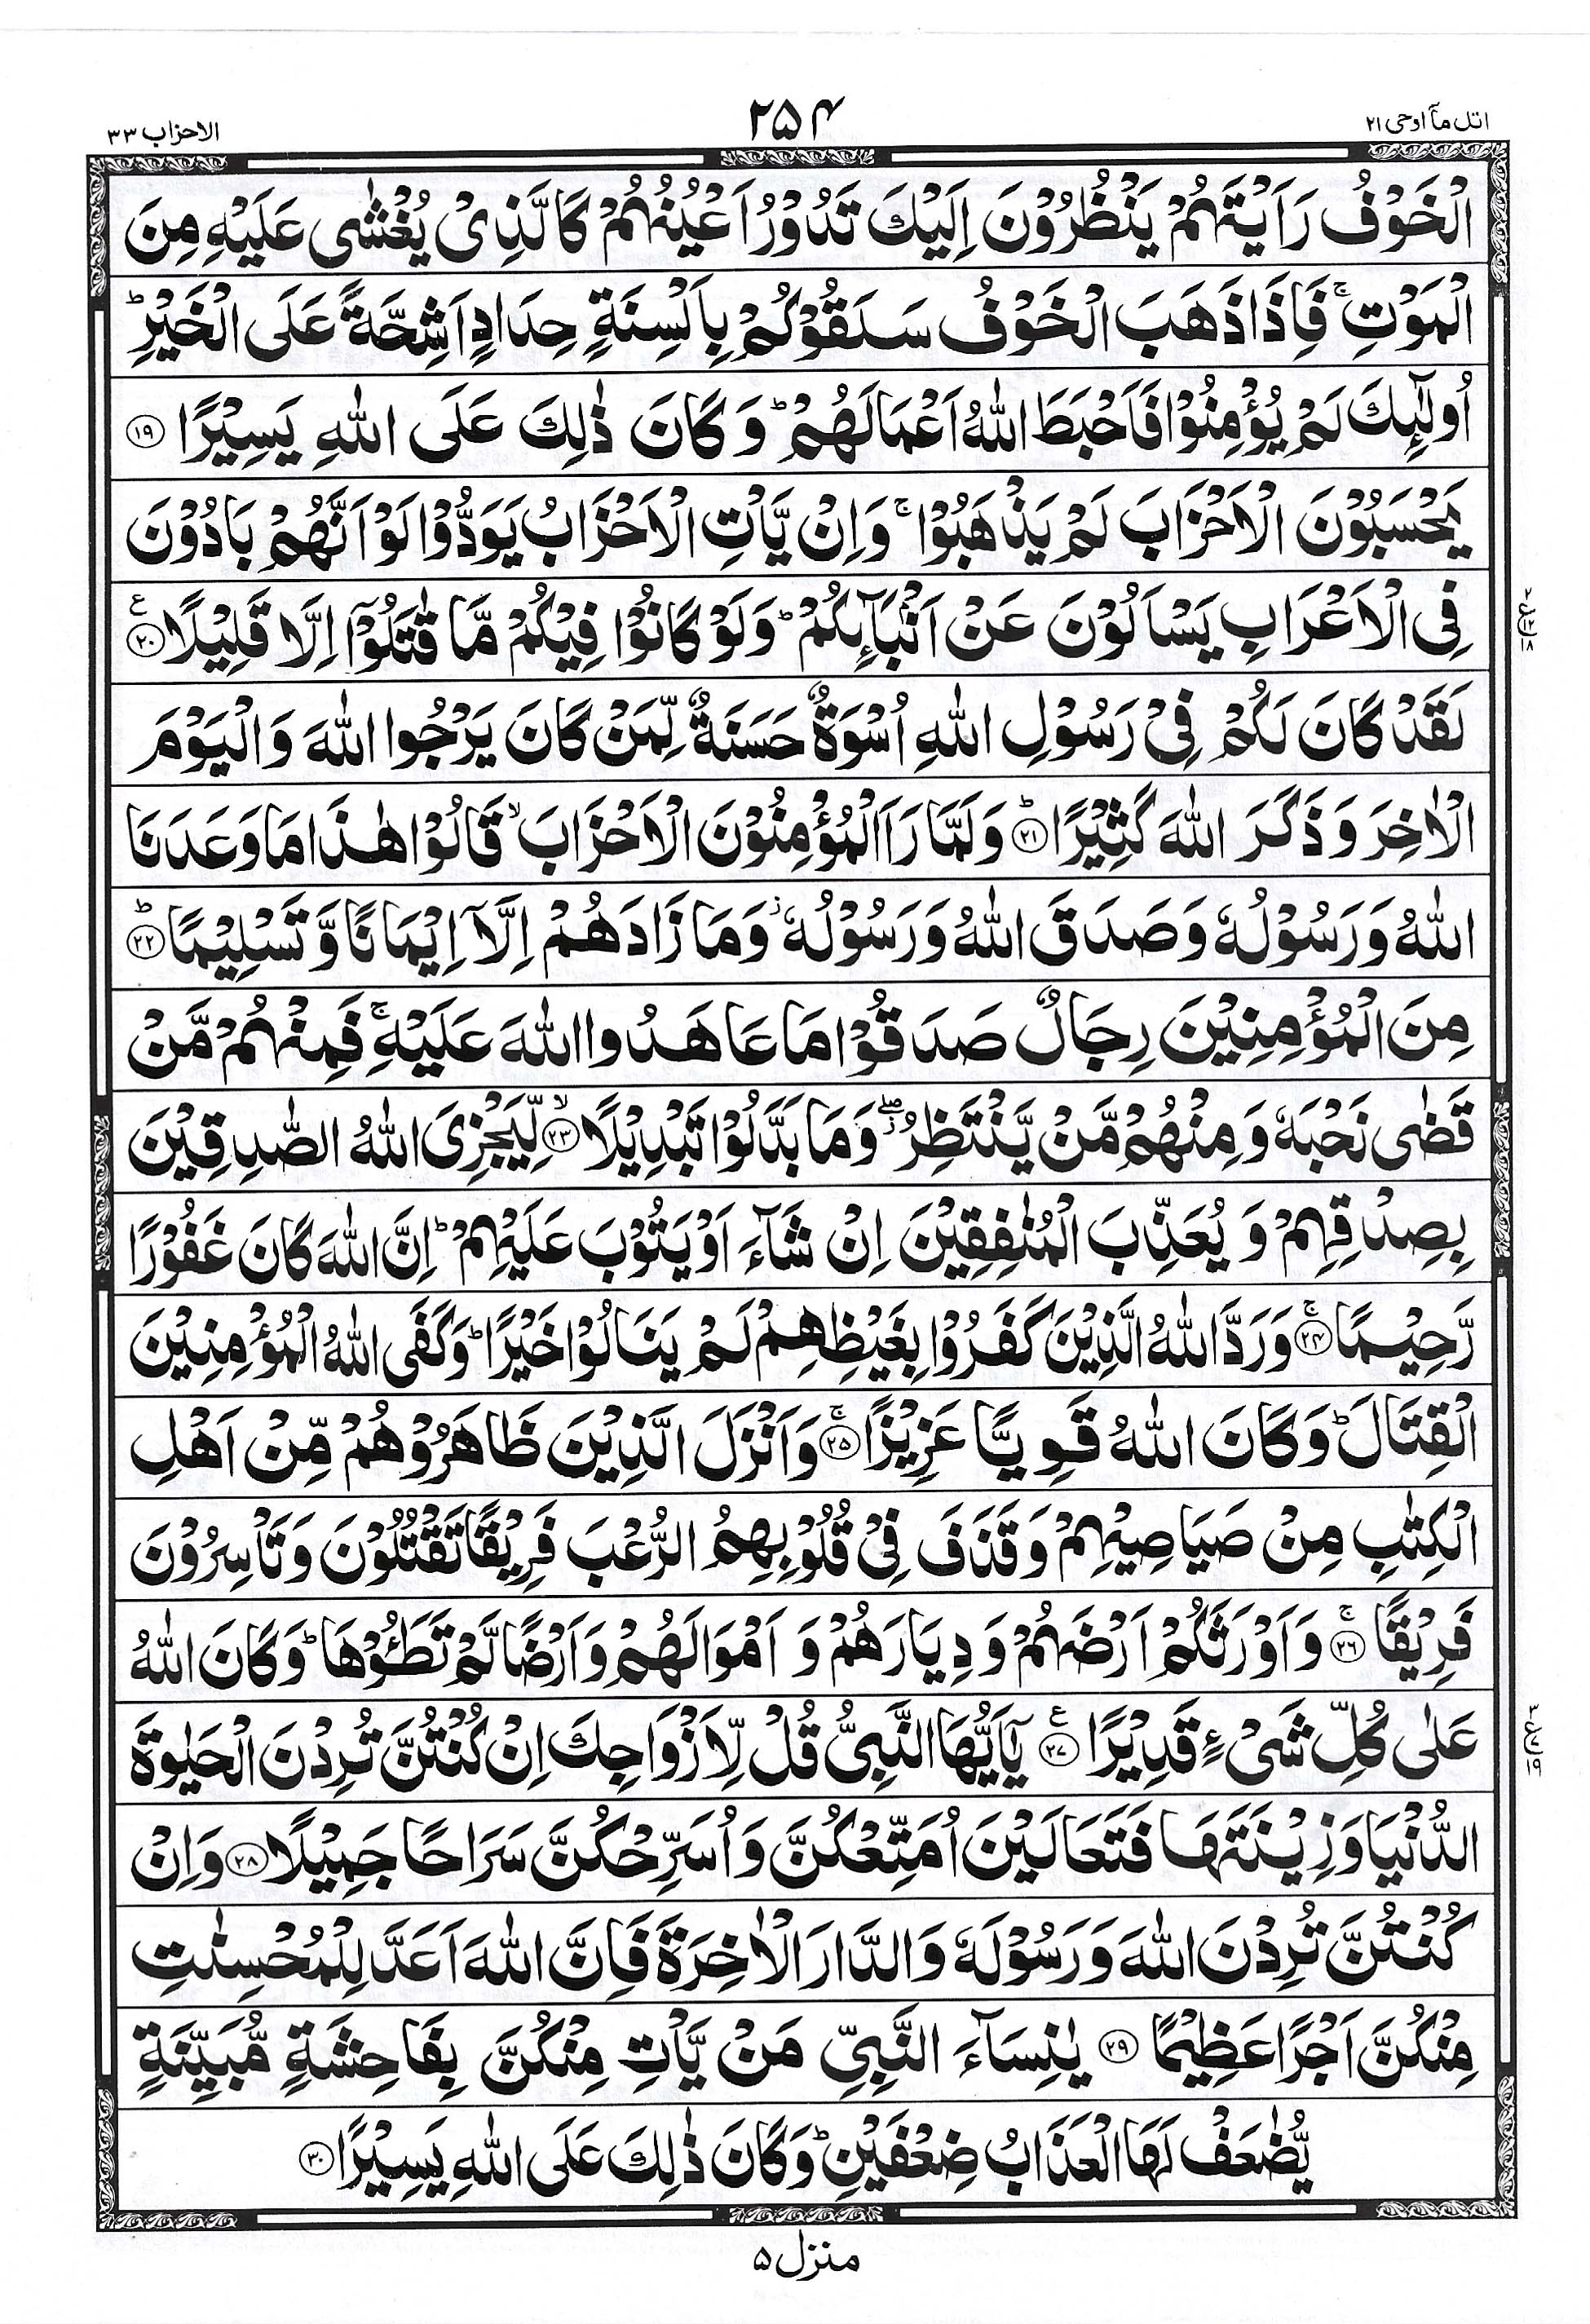 اتل مآ اوحی ۲۱
۲۵۴
الاحزاب ۳۳
الْخَوْفُ رَاَيْتَهُمْ يَنْظُرُوْنَ اِلَيْكَ تَدُوْرُ اَعْيُنُهُمْ كَالَّذِىْ يُغْشٰى عَلَيْهِ مِنَ
الْمَوْتِ ۚ فَاِذَا ذَهَبَ الْخَوْفُ سَلَقُوْكُمْ بِاَلْسِنَةٍ حِدَادٍ اَشِحَّةً عَلَى الْخَيْرِ ؕ
اُولٰٓئِكَ لَمْ يُؤْمِنُوْا فَاَحْبَطَ اللّٰهُ اَعْمَالَهُمْ ؕ وَكَانَ ذٰلِكَ عَلَى اللّٰهِ يَسِيْرًا ۱۹
يَحْسَبُوْنَ الْاَحْزَابَ لَمْ يَذْهَبُوْا ۚ وَاِنْ يَّاْتِ الْاَحْزَابُ يَوَدُّوْا لَوْ اَنَّهُمْ بَادُوْنَ
فِى الْاَعْرَابِ يَسْاَلُوْنَ عَنْ اَنْۢبَآئِكُمْ ؕ وَلَوْ كَانُوْا فِيْكُمْ مَّا قٰتَلُوْٓا اِلَّا قَلِيْلًا ۲۰ ع
لَقَدْ كَانَ لَكُمْ فِىْ رَسُوْلِ اللّٰهِ اُسْوَةٌ حَسَنَةٌ لِّمَنْ كَانَ يَرْجُوا اللّٰهَ وَالْيَوْمَ
الْاٰخِرَ وَذَكَرَ اللّٰهَ كَثِيْرًا ؕ ۲۱ وَلَمَّا رَاَ الْمُؤْمِنُوْنَ الْاَحْزَابَ ۙ قَالُوْا هٰذَا مَا وَعَدَنَا
اللّٰهُ وَرَسُوْلُهٗ وَصَدَقَ اللّٰهُ وَرَسُوْلُهٗ ز وَمَا زَادَهُمْ اِلَّآ اِيْمَانًا وَّتَسْلِيْمًا ؕ ۲۲
مِنَ الْمُؤْمِنِيْنَ رِجَالٌ صَدَقُوْا مَا عَاهَدُوا اللّٰهَ عَلَيْهِ ۚ فَمِنْهُمْ مَّنْ
قَضٰى نَحْبَهٗ وَمِنْهُمْ مَّنْ يَّنْتَظِرُ ۖز وَمَا بَدَّلُوْا تَبْدِيْلًا ۙ ۲۳ لِّيَجْزِىَ اللّٰهُ الصّٰدِقِيْنَ
بِصِدْقِهِمْ وَيُعَذِّبَ الْمُنٰفِقِيْنَ اِنْ شَآءَ اَوْ يَتُوْبَ عَلَيْهِمْ ؕ اِنَّ اللّٰهَ كَانَ غَفُوْرًا
رَّحِيْمًا ۚ ۲۴ وَرَدَّ اللّٰهُ الَّذِيْنَ كَفَرُوْا بِغَيْظِهِمْ لَمْ يَنَالُوْا خَيْرًا ؕ وَكَفَى اللّٰهُ الْمُؤْمِنِيْنَ
الْقِتَالَ ؕ وَكَانَ اللّٰهُ قَوِيًّا عَزِيْزًا ۚ ۲۵ وَاَنْزَلَ الَّذِيْنَ ظَاهَرُوْهُمْ مِّنْ اَهْلِ
الْكِتٰبِ مِنْ صَيَاصِيْهِمْ وَقَذَفَ فِىْ قُلُوْبِهِمُ الرُّعْبَ فَرِيْقًا تَقْتُلُوْنَ وَتَاْسِرُوْنَ
فَرِيْقًا ۚ ۲۶ وَاَوْرَثَكُمْ اَرْضَهُمْ وَدِيَارَهُمْ وَاَمْوَالَهُمْ وَاَرْضًا لَّمْ تَطَـُٔوْهَا ؕ وَكَانَ اللّٰهُ
عَلٰى كُلِّ شَىْءٍ قَدِيْرًا ۲۷ ع يٰٓاَيُّهَا النَّبِىُّ قُلْ لِّاَزْوَاجِكَ اِنْ كُنْتُنَّ تُرِدْنَ الْحَيٰوةَ
الدُّنْيَا وَزِيْنَتَهَا فَتَعَالَيْنَ اُمَتِّعْكُنَّ وَاُسَرِّحْكُنَّ سَرَاحًا جَمِيْلًا ۲۸ وَاِنْ
كُنْتُنَّ تُرِدْنَ اللّٰهَ وَرَسُوْلَهٗ وَالدَّارَ الْاٰخِرَةَ فَاِنَّ اللّٰهَ اَعَدَّ لِلْمُحْسِنٰتِ
مِنْكُنَّ اَجْرًا عَظِيْمًا ۲۹ يٰنِسَآءَ النَّبِىِّ مَنْ يَّاْتِ مِنْكُنَّ بِفَاحِشَةٍ مُّبَيِّنَةٍ
يُّضٰعَفْ لَهَا الْعَذَابُ ضِعْفَيْنِ ؕ وَكَانَ ذٰلِكَ عَلَى اللّٰهِ يَسِيْرًا ۳۰
منزل ۵